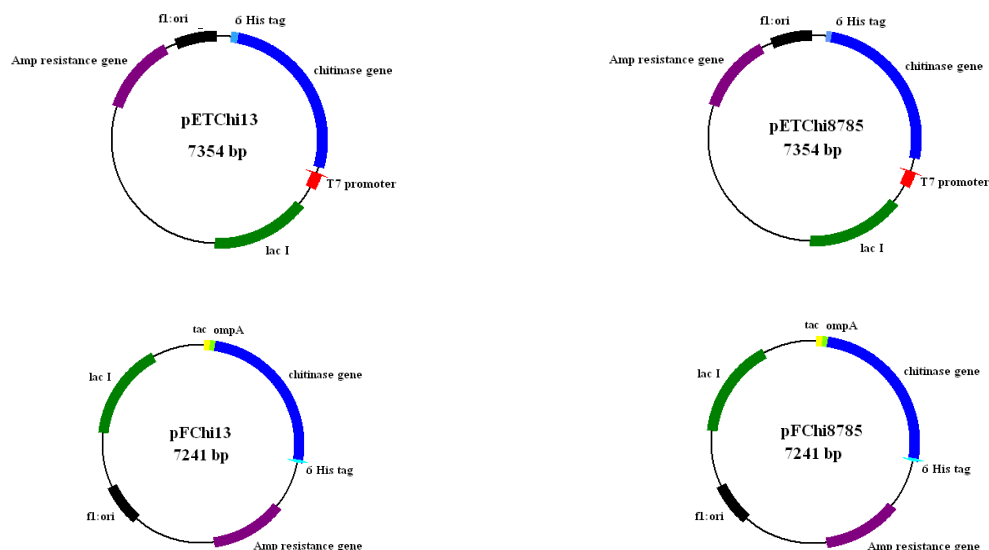 f1:ori
6 His tag
Amp resistance gene
chitinase gene
pETChi13
7354 bp
T7 promoter
lac I
f1:ori
6 His tag
Amp resistance gene
chitinase gene
pETChi8785
7354 bp
T7 promoter
lac I
tac ompA
lac I
chitinase gene
pFChi13
7241 bp
6 His tag
f1:ori
Amp resistance gene
tac ompA
lac I
chitinase gene
pFChi8785
7241 bp
6 His tag
f1:ori
Amp resistance gene